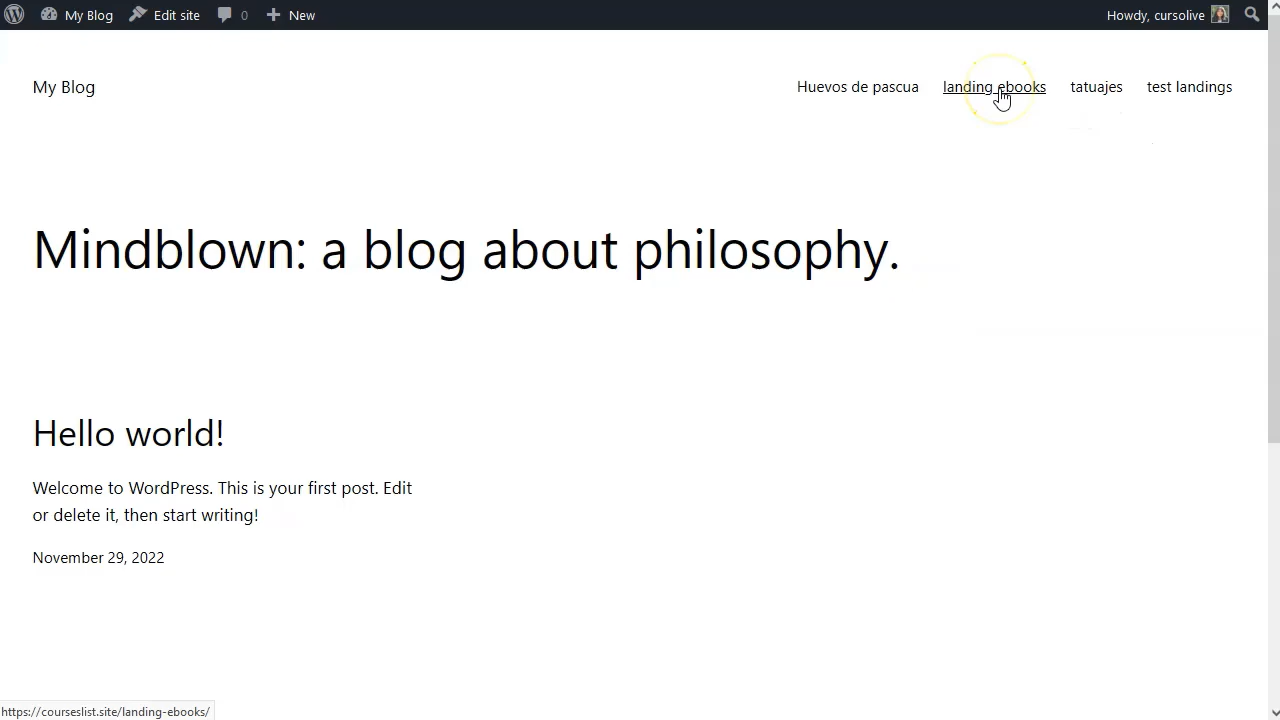 My Blog Edit site 0 New Howdy, cursolive
My Blog Huevos de pascua landing ebooks tatuajes test landings
Mindblown: a blog about philosophy.
Hello world!
Welcome to WordPress. This is your first post. Edit
or delete it, then start writing!
November 29, 2022
https://courseslist.site/landing-ebooks/